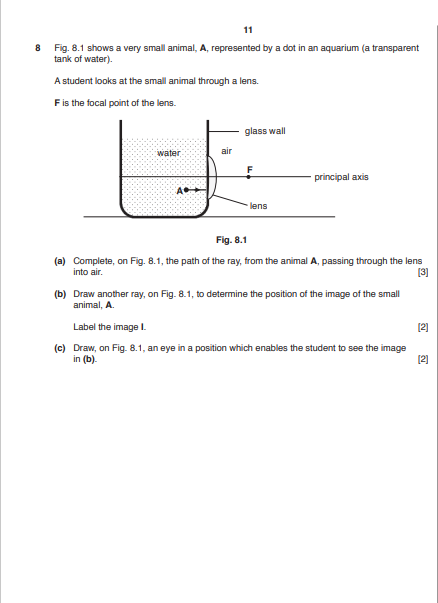 11
8 Fig. 8.1 shows a very small animal, A, represented by a dot in an aquarium (a transparent
tank of water).
A student looks at the small animal through a lens.
F is the focal point of the lens.
glass wall
water
air
F
principal axis
A
lens
Fig. 8.1
(a) Complete, on Fig. 8.1, the path of the ray, from the animal A, passing through the lens
into air. [3]
(b) Draw another ray, on Fig. 8.1, to determine the position of the image of the small
animal, A.
Label the image I. [2]
(c) Draw, on Fig. 8.1, an eye in a position which enables the student to see the image
in (b). [2]